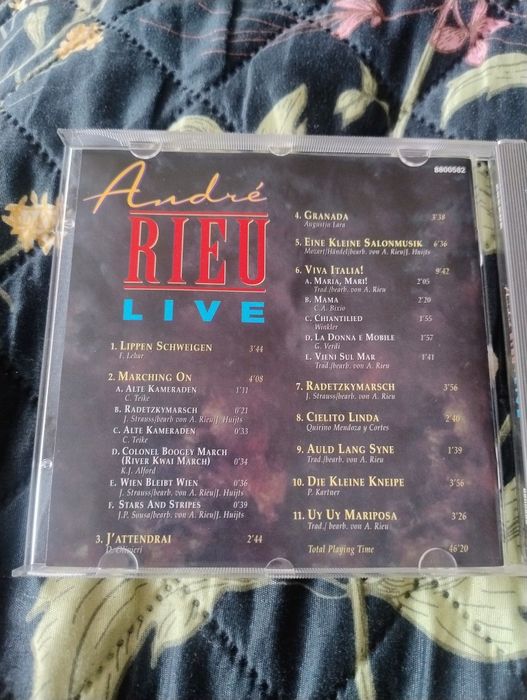 8800582
André
RIEU
LIVE
1. LIPPEN SCHWEIGEN 3'44
F. Lehar
2. MARCHING ON 4'08
A. ALTE KAMERADEN 1'11
C. Teike
B. RADETZKYMARSCH 0'21
J. Strauss/bearb von A. Rieu/J. Huijts
C. ALTE KAMERADEN 0'33
C. Teike
D. COLONEL BOOGEY MARCH
(RIVER KWAI MARCH) 0'34
K.J. Alford
E. WIEN BLEIBT WIEN 0'36
J. Strauss/bearb von A. Rieu/J. Huijts
F. STARS AND STRIPES 0'39
J.P. Sousa/bearb von A. Rieu/J. Huijts
3. J'ATTENDRAI 2'44
D. Olivieri
4. GRANADA 3'38
Augustja Lara
5. EINE KLEINE SALONMUSIK 6'36
Mozart/Händel/bearb. von A. Rieu/J. Huijts
6. VIVA ITALIA! 9'42
A. MARIA, MARI! 2'05
Trad./bearb. von A. Rieu
B. MAMA 2'20
C.A. Bixio
C. CHIANTILIED 1'55
Winkler
D. LA DONNA E MOBILE 1'57
G. Verdi
E. VIENI SUL MAR 1'41
Trad./bearb. von A. Rieu
7. RADETZKYMARSCH 3'56
J. Strauss/bearb. von A. Rieu/J. Huijts
8. CIELITO LINDA 2'40
Quirino Mendoza y Cortes
9. AULD LANG SYNE 1'39
Trad./bearb. von A. Rieu
10. DIE KLEINE KNEIPE 3'56
P. Kartner
11. UY UY MARIPOSA 3'26
Trad./ bearb. von A. Rieu
Total Playing Time 46'20